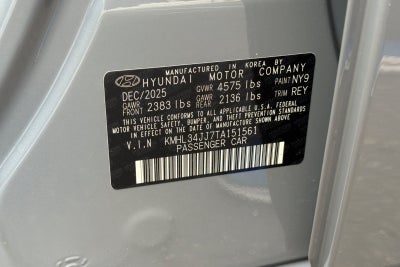 MANUFACTURED IN KOREA BY
HYUNDAI MOTOR COMPANY
DEC/2025 GVWR 4575 lbs PAINT NY9
GAWR FRONT 2383 lbs GAWR REAR 2136 lbs TRIM REY
THIS VEHICLE CONFORMS TO ALL APPLICABLE U.S.A. FEDERAL
MOTOR VEHICLE SAFETY, BUMPER, AND THEFT PREVENTION STANDARDS
IN EFFECT ON THE DATE OF MANUFACTURE SHOWN ABOVE.
V.I.N KMHL34JJ7TA151561
PASSENGER CAR